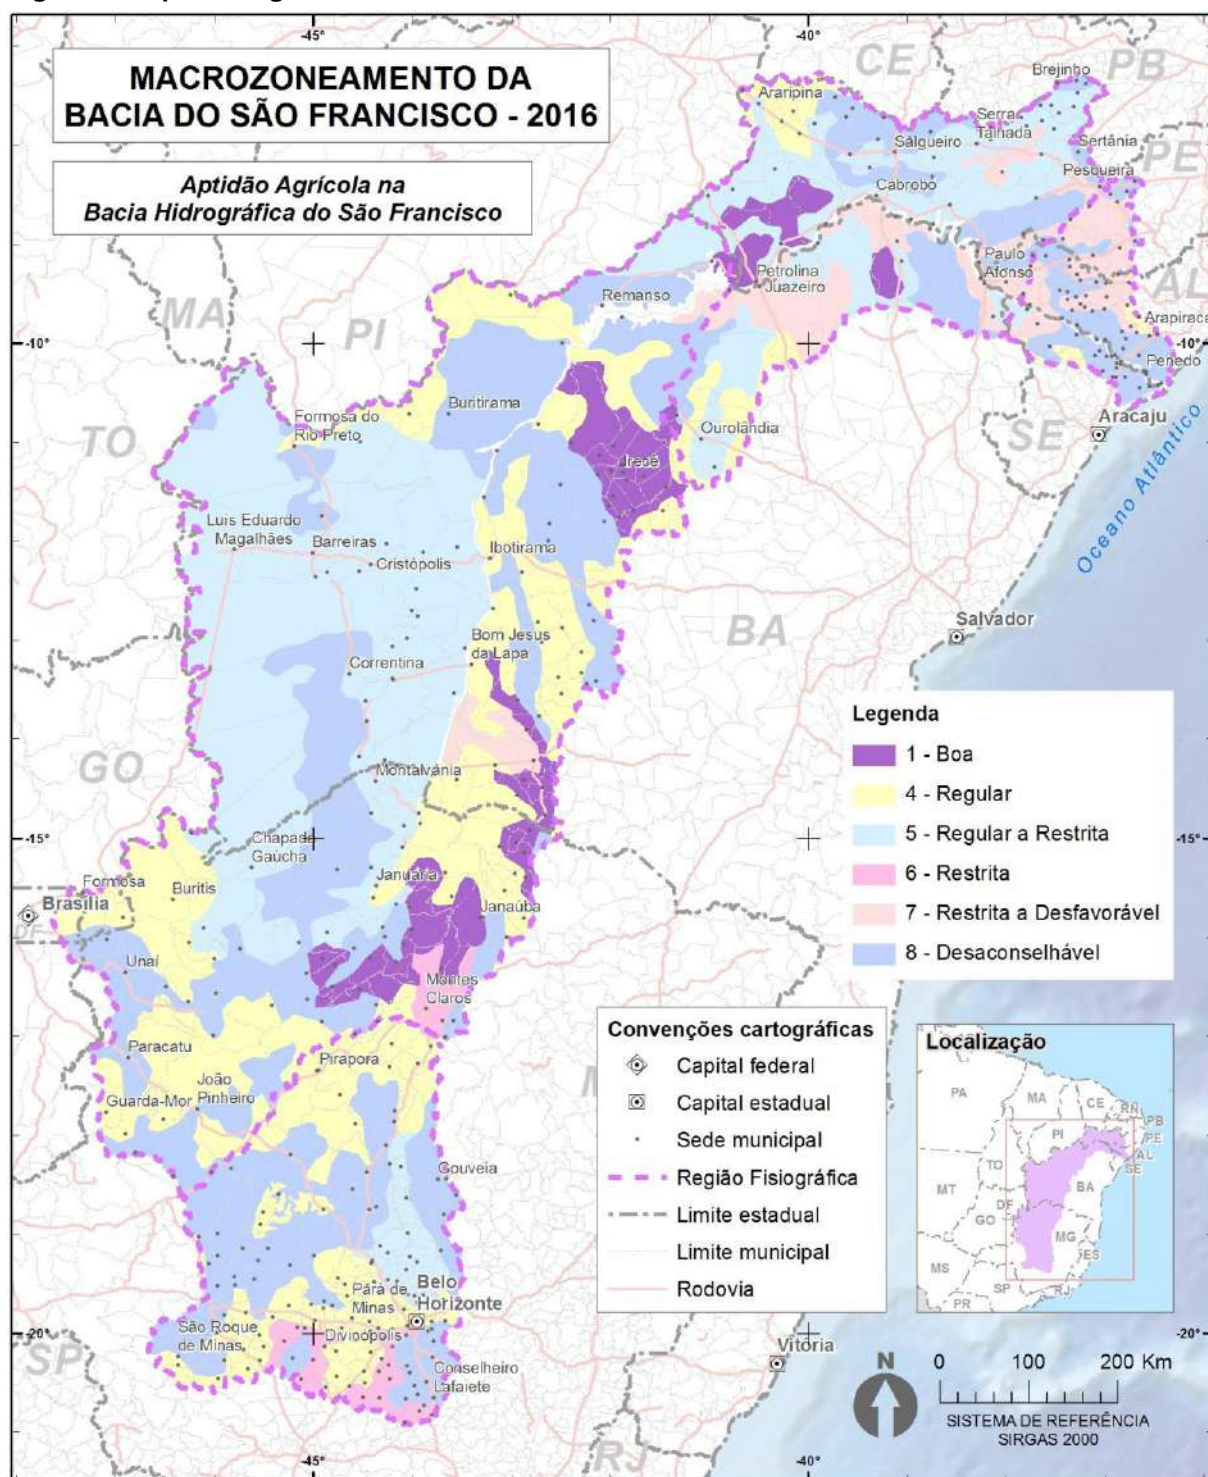 -45°
-40°
MACROZONEAMENTO DA
BACIA DO SÃO FRANCISCO - 2016
Aptidão Agrícola na
Bacia Hidrográfica do São Francisco
CE
PB
Brejinho
Araripina
Serra
Talhada
Salgueiro
Sertânia
PE
Pesqueira
Cabrobó
Paulo
Afonso
Petrolina
Juazeiro
Remanso
AL
Arapiraca
MA
PI
-10°
-10°
Penedo
Buritirama
Formosa do
Rio Preto
Aracaju
TO
Ourolândia
SE
Irecê
Oceano Atlântico
Luis Eduardo
Magalhães
Barreiras
Cristópolis
Ibotirama
Salvador
BA
Bom Jesus
da Lapa
Correntina
Legenda
1 - Boa
4 - Regular
5 - Regular a Restrita
6 - Restrita
7 - Restrita a Desfavorável
8 - Desaconselhável
GO
Montalvânia
-15°
-15°
Chapada
Gaúcha
Formosa
Buritis
Januária
Janaúba
Brasília
DF
Unaí
Montes
Claros
Paracatu
Pirapora
João
Pinheiro
Guarda-Mor
Gouveia
M
Convenções cartográficas
Capital federal
Capital estadual
Sede municipal
Região Fisiográfica
Limite estadual
Limite municipal
Rodovia
Localização
PA
MA
CE
RN
PB
PI
PE
AL
SE
TO
BA
MT
DF
GO
MG
ES
MS
SP
RJ
PR
Pará de
Minas
Belo
Horizonte
São Roque
de Minas
Divinópolis
Conselheiro
Lafaiete
-20°
-20°
SP
Vitória
N
0 100 200 Km
SISTEMA DE REFERÊNCIA
SIRGAS 2000
RJ
-45°
-40°